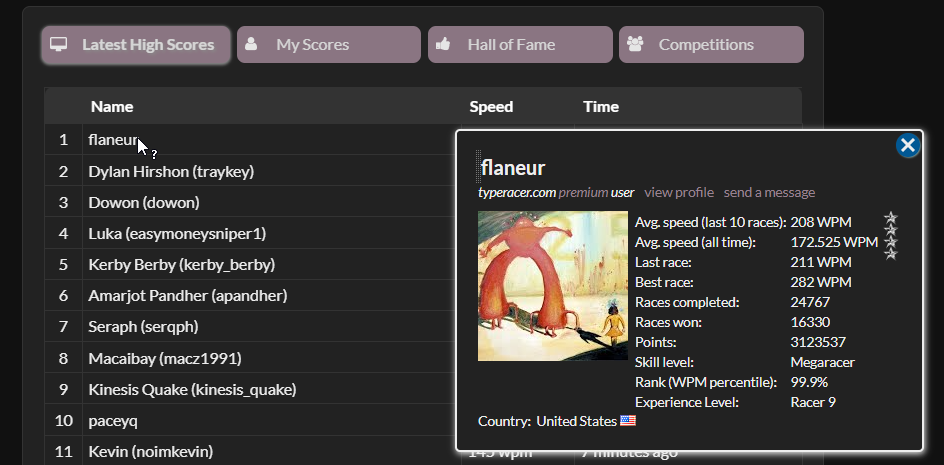 Latest High Scores My Scores Hall of Fame Competitions
Name Speed Time
1 flaneur
2 Dylan Hirshon (traykey)
3 Dowon (dowon)
4 Luka (easymoneysniper1)
5 Kerby Berby (kerby_berby)
6 Amarjot Pandher (apandher)
7 Seraph (serqph)
8 Macaibay (macz1991)
9 Kinesis Quake (kinesis_quake)
10 paceyq
11 Kevin (noimkevin) 145 wpm 7 minutes ago
flaneur
typeracer.com premium user view profile send a message
Avg. speed (last 10 races): 208 WPM
Avg. speed (all time): 172.525 WPM
Last race: 211 WPM
Best race: 282 WPM
Races completed: 24767
Races won: 16330
Points: 3123537
Skill level: Megaracer
Rank (WPM percentile): 99.9%
Experience Level: Racer 9
Country: United States